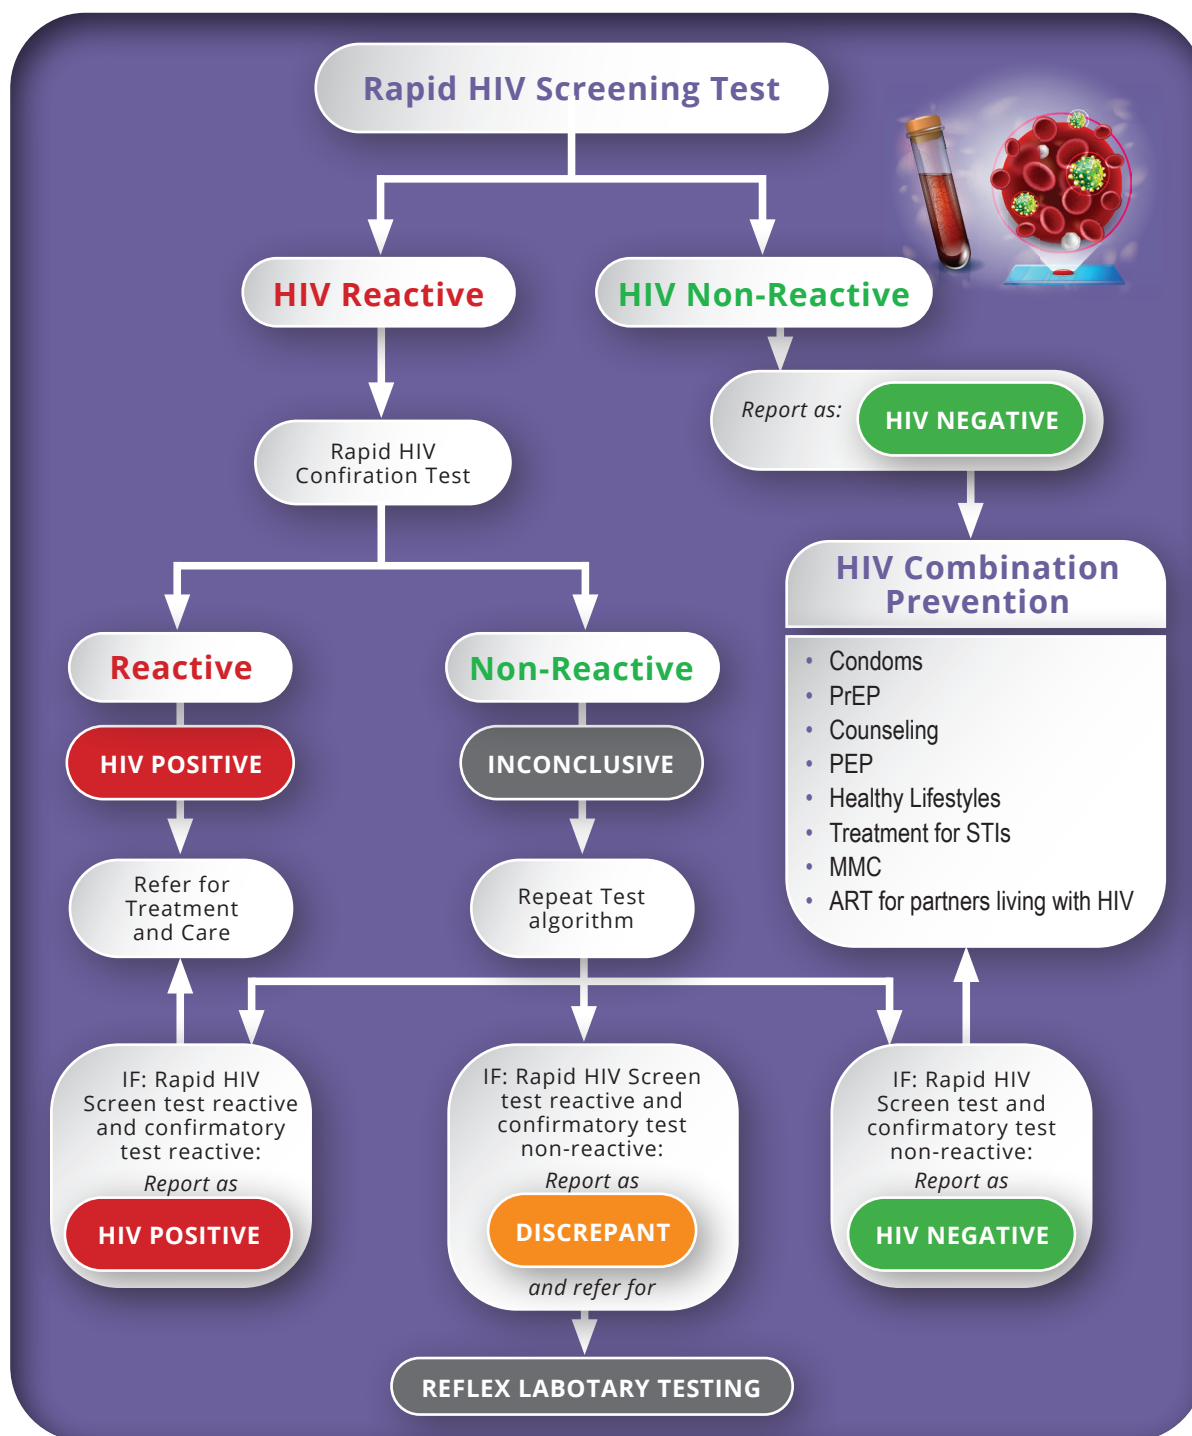 Rapid HIV Screening Test
HIV Reactive
HIV Non-Reactive
Report as:
HIV NEGATIVE
Rapid HIV
Confiration Test
HIV Combination
Prevention
• Condoms
• PrEP
• Counseling
• PEP
• Healthy Lifestyles
• Treatment for STIs
• MMC
• ART for partners living with HIV
Reactive
HIV POSITIVE
Refer for
Treatment
and Care
Non-Reactive
INCONCLUSIVE
Repeat Test
algorithm
IF: Rapid HIV
Screen test reactive
and confirmatory
test reactive:
Report as
HIV POSITIVE
IF: Rapid HIV Screen
test reactive and
confirmatory test
non-reactive:
Report as
DISCREPANT
and refer for
REFLEX LABOTARY TESTING
IF: Rapid HIV
Screen test and
confirmatory test
non-reactive:
Report as
HIV NEGATIVE